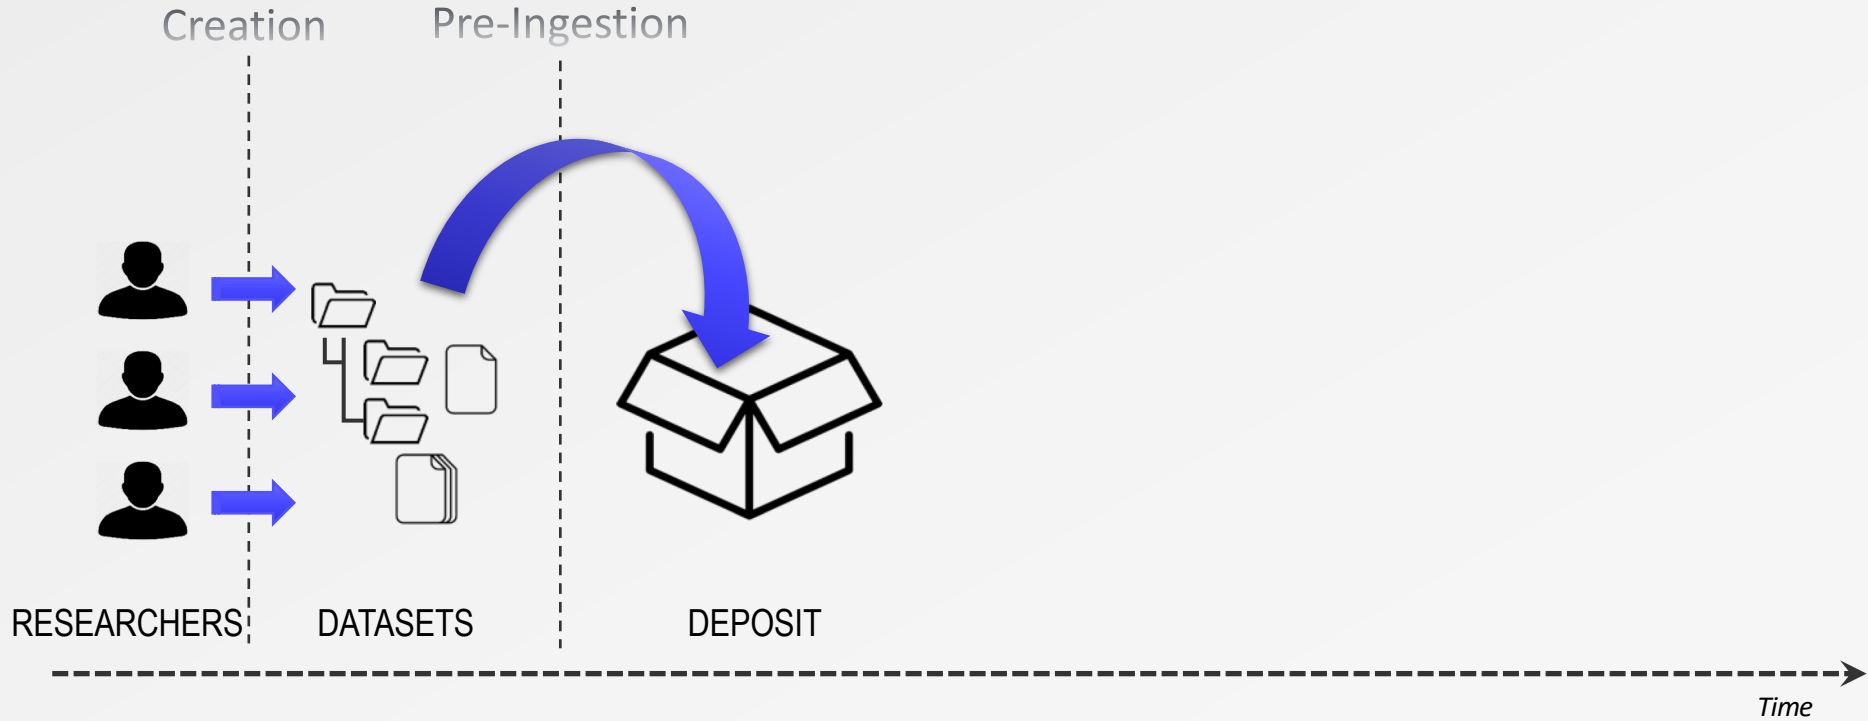 Creation
Pre-Ingestion
RESEARCHERS
DATASETS
DEPOSIT
Time